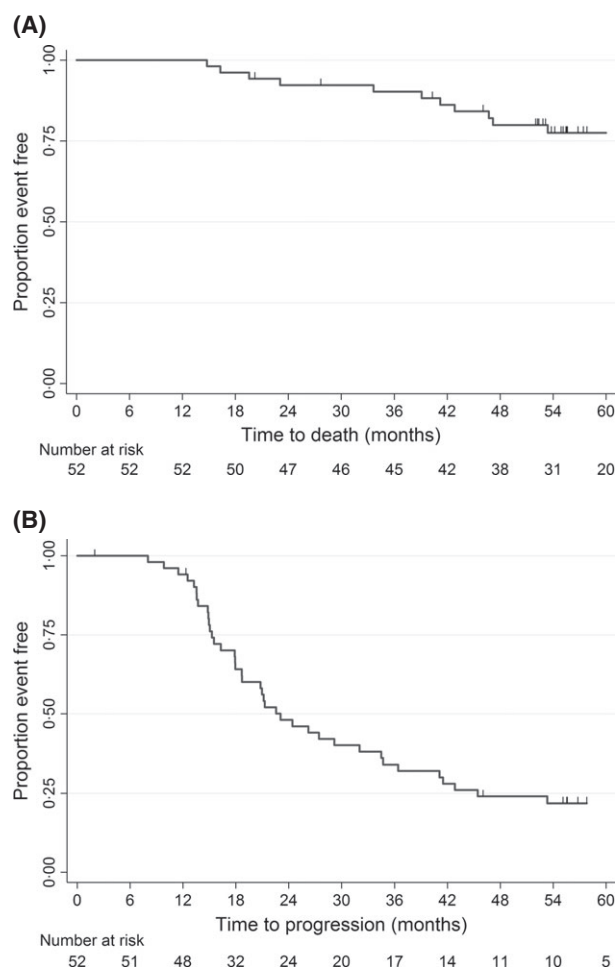 (A)
Proportion event free
1·00
0·75
0·50
0·25
0·00
0 6 12 18 24 30 36 42 48 54 60
Time to death (months)
Number at risk
52 52 52 50 47 46 45 42 38 31 20
(B)
Proportion event free
1·00
0·75
0·50
0·25
0·00
0 6 12 18 24 30 36 42 48 54 60
Time to progression (months)
Number at risk
52 51 48 32 24 20 17 14 11 10 5